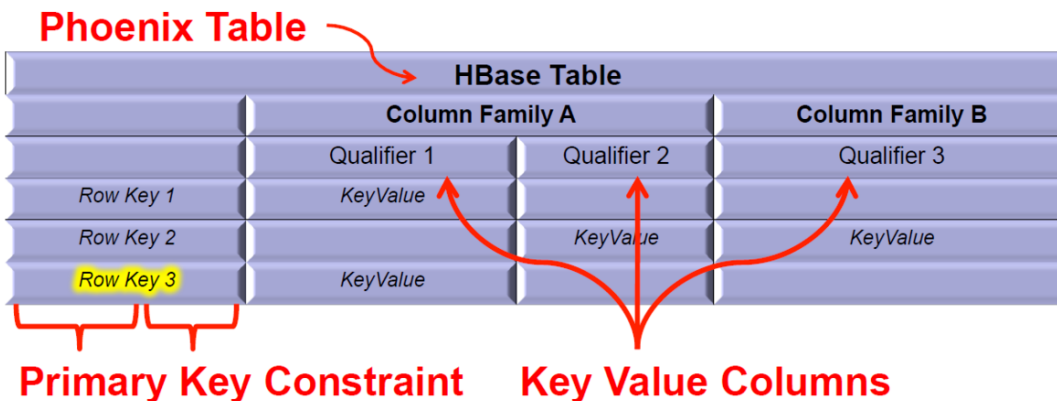 Phoenix Table
HBase Table
Column Family A Column Family B
Qualifier 1 Qualifier 2 Qualifier 3
Row Key 1 KeyValue
Row Key 2 KeyValue KeyValue
Row Key 3 KeyValue
Primary Key Constraint Key Value Columns